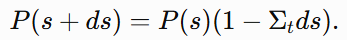 P(s + ds) = P(s)(1 − Σ_t ds).